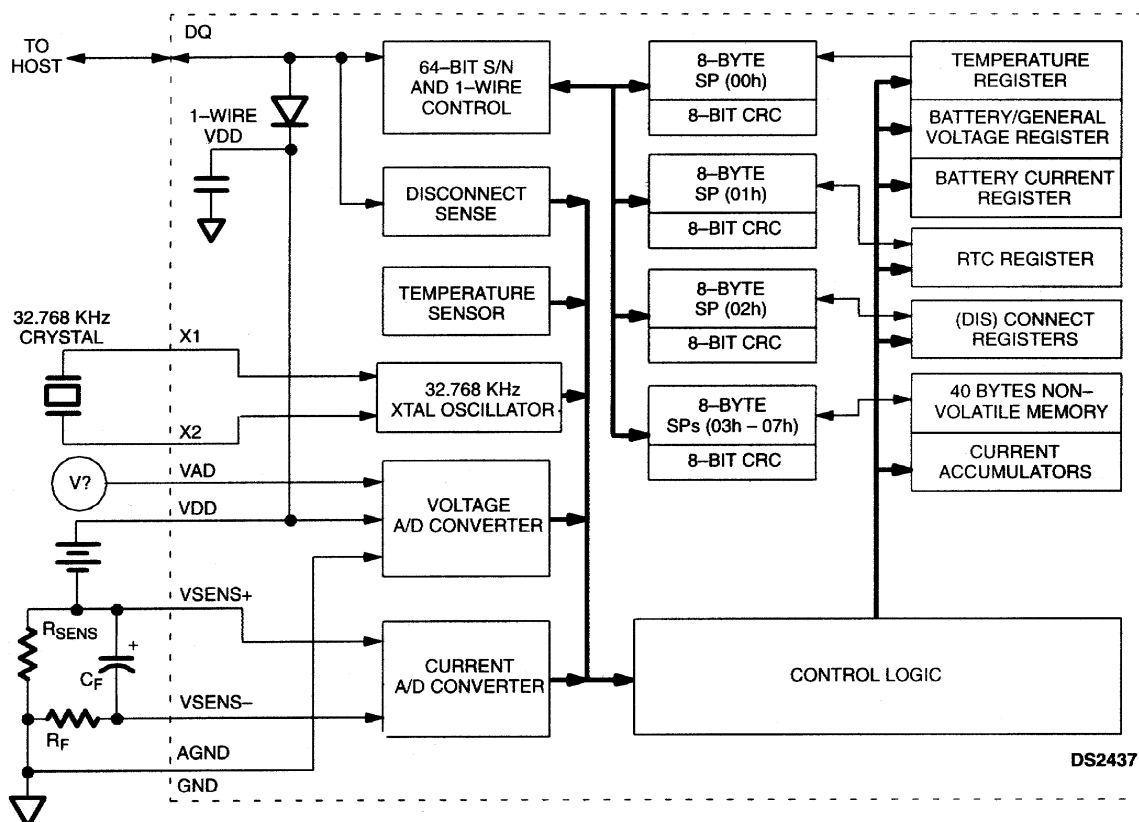 TO
HOST
DQ
64–BIT S/N
AND 1–WIRE
CONTROL
8–BYTE
SP (00h)
8–BIT CRC
TEMPERATURE
REGISTER
BATTERY/GENERAL
VOLTAGE REGISTER
BATTERY CURRENT
REGISTER
1–WIRE
VDD
DISCONNECT
SENSE
8–BYTE
SP (01h)
8–BIT CRC
RTC REGISTER
TEMPERATURE
SENSOR
8–BYTE
SP (02h)
8–BIT CRC
(DIS) CONNECT
REGISTERS
32.768 KHz
CRYSTAL
X1
X2
32.768 KHz
XTAL OSCILLATOR
8–BYTE
SPs (03h – 07h)
8–BIT CRC
40 BYTES NON–
VOLATILE MEMORY
CURRENT
ACCUMULATORS
V?
VAD
VDD
VOLTAGE
A/D CONVERTER
VSENS+
RSENS
+
CF
RF
VSENS–
CURRENT
A/D CONVERTER
CONTROL LOGIC
AGND
GND
DS2437